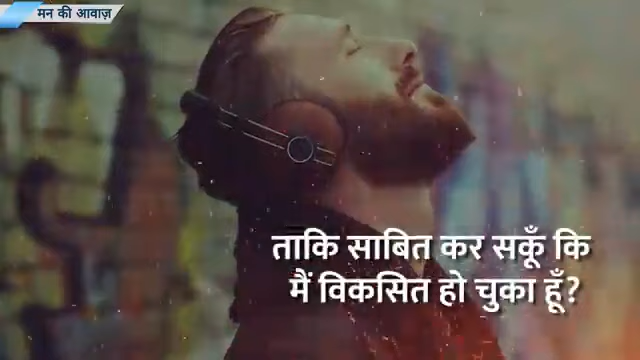 मन की आवाज़
ताकि साबित कर सकूँ कि
मैं विकसित हो चुका हूँ?